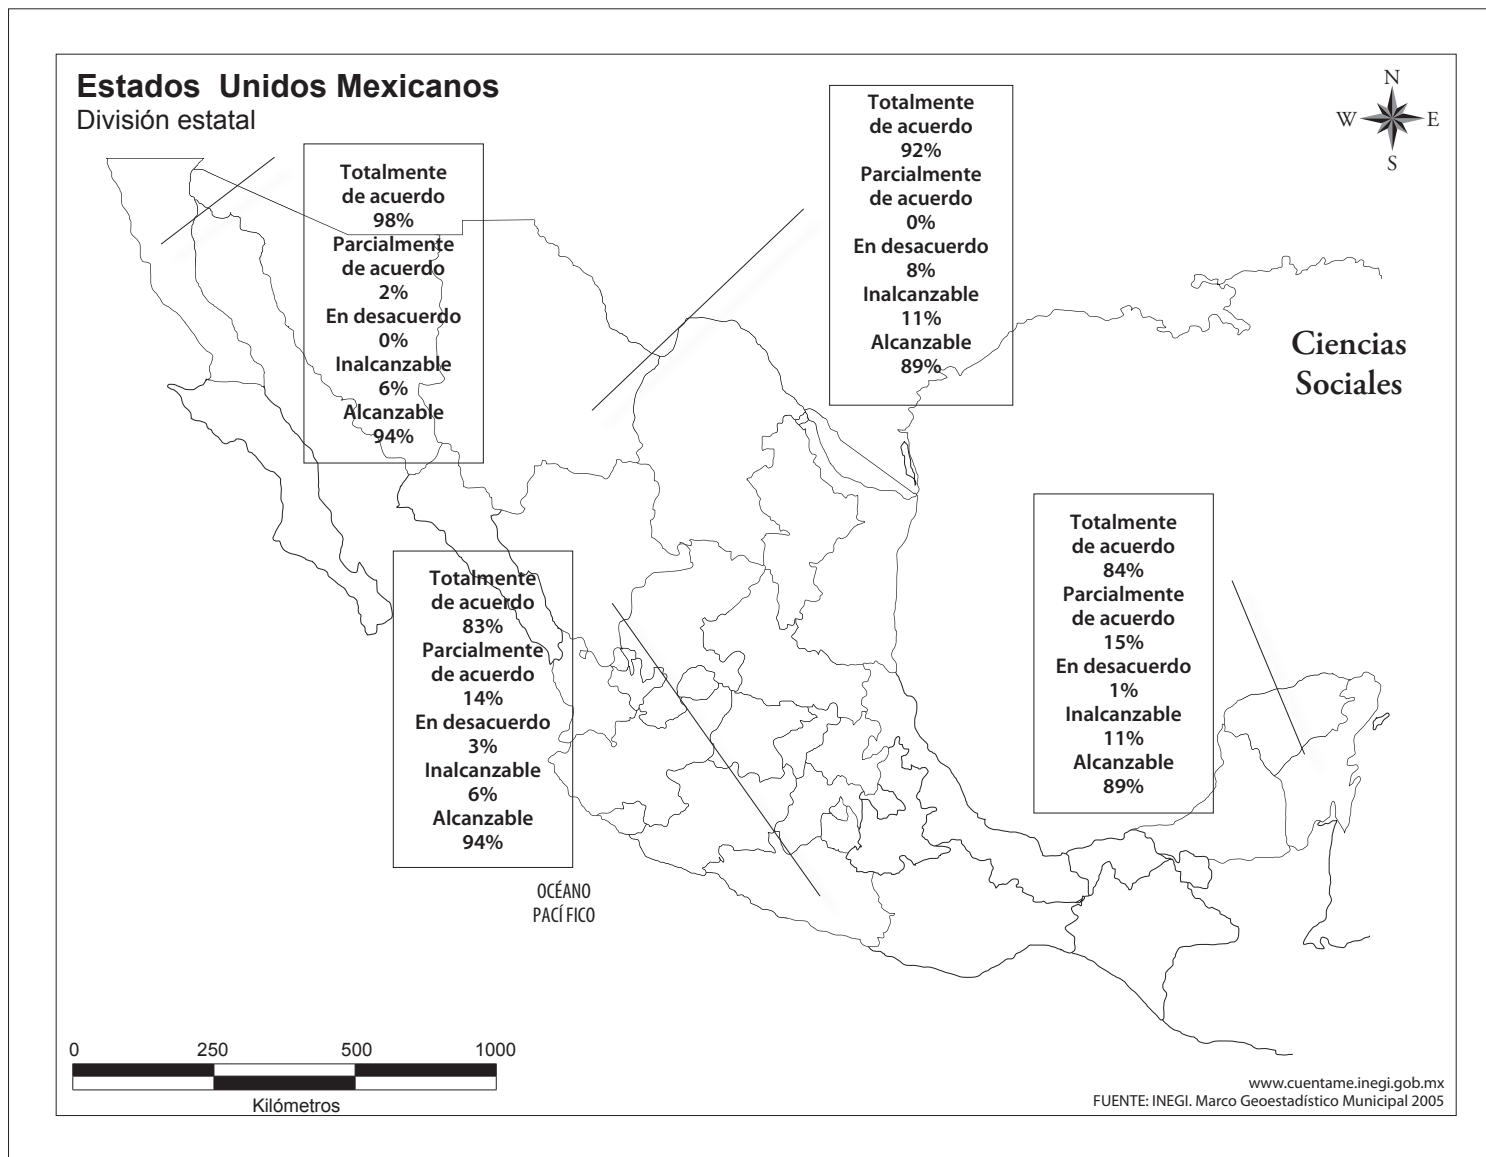 Estados Unidos Mexicanos
División estatal
Totalmente
de acuerdo
98%
Parcialmente
de acuerdo
2%
En desacuerdo
0%
Inalcanzable
6%
Alcanzable
94%
Totalmente
de acuerdo
92%
Parcialmente
de acuerdo
0%
En desacuerdo
8%
Inalcanzable
11%
Alcanzable
89%
N
W
E
S
Ciencias
Sociales
Totalmente
de acuerdo
83%
Parcialmente
de acuerdo
14%
En desacuerdo
3%
Inalcanzable
6%
Alcanzable
94%
Totalmente
de acuerdo
84%
Parcialmente
de acuerdo
15%
En desacuerdo
1%
Inalcanzable
11%
Alcanzable
89%
OCÉANO
PACÍ FICO
0 250 500 1000
Kilómetros
www.cuentame.inegi.gob.mx
FUENTE: INEGI. Marco Geoestadístico Municipal 2005